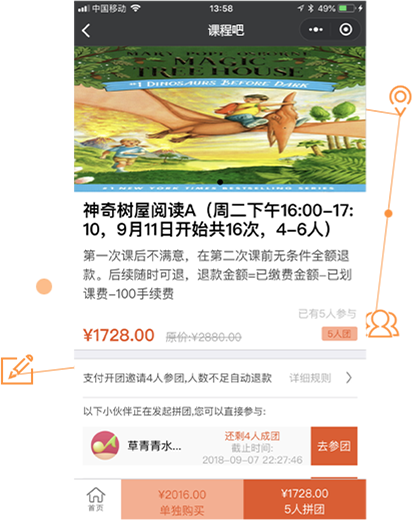 中国移动
13:58
49%
课程吧
MARY POPE OSBORNE
MAGIC
TREE HOUSE
#1 DINOSAURS BEFORE DARK
#1 NEW YORK TIMES BESTSELLING SERIES
神奇树屋阅读A（周二下午16:00-17:
10，9月11日开始共16次，4-6人）
第一次课后不满意，在第二次课前无条件全额退
款。后续随时可退，退款金额=已缴费金额-已划
课费-100手续费
已有5人参与
¥1728.00 原价:¥2880.00
5人团
支付开团邀请4人参团,人数不足自动退款 详细规则
以下小伙伴正在发起拼团,您可以直接参与:
草青青水...
还剩4人成团
截止时间:
2018-09-07 22:27:46
去参团
首页
¥2016.00
单独购买
¥1728.00
5人拼团